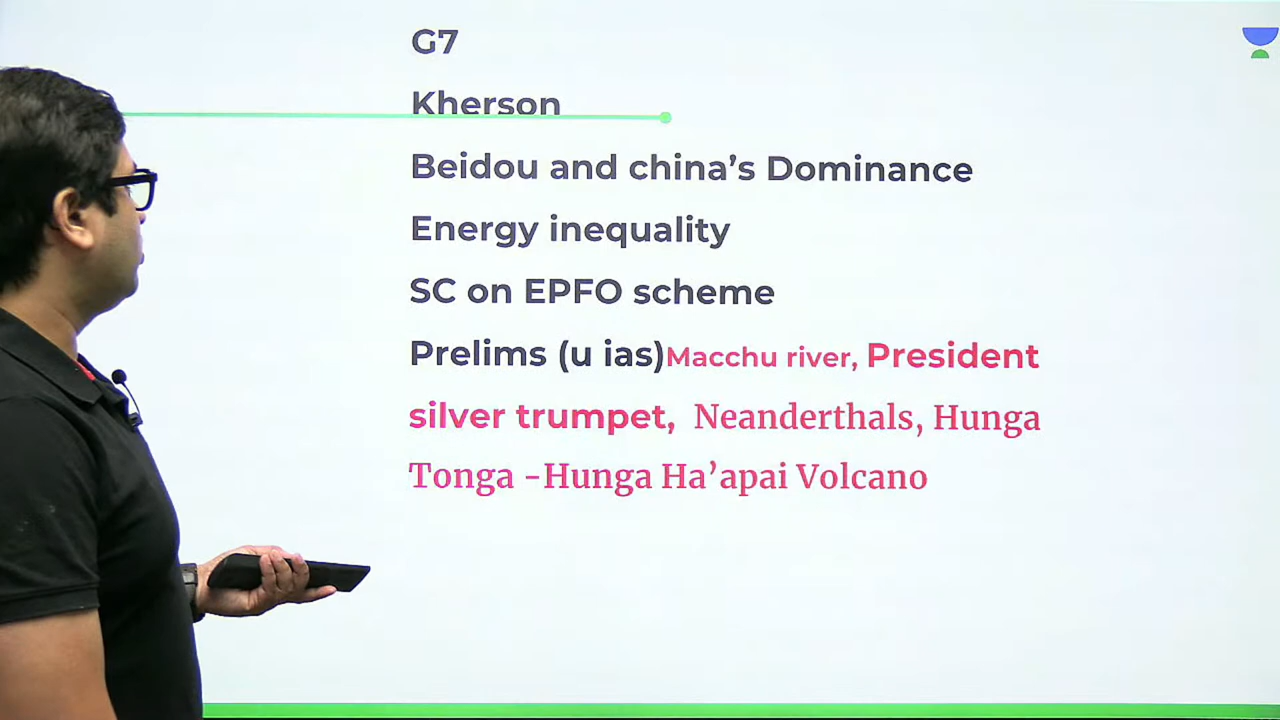 G7
Kherson
Beidou and china's Dominance
Energy inequality
SC on EPFO scheme
Prelims (u ias)Macchu river, President
silver trumpet, Neanderthals, Hunga
Tonga -Hunga Ha'apai Volcano